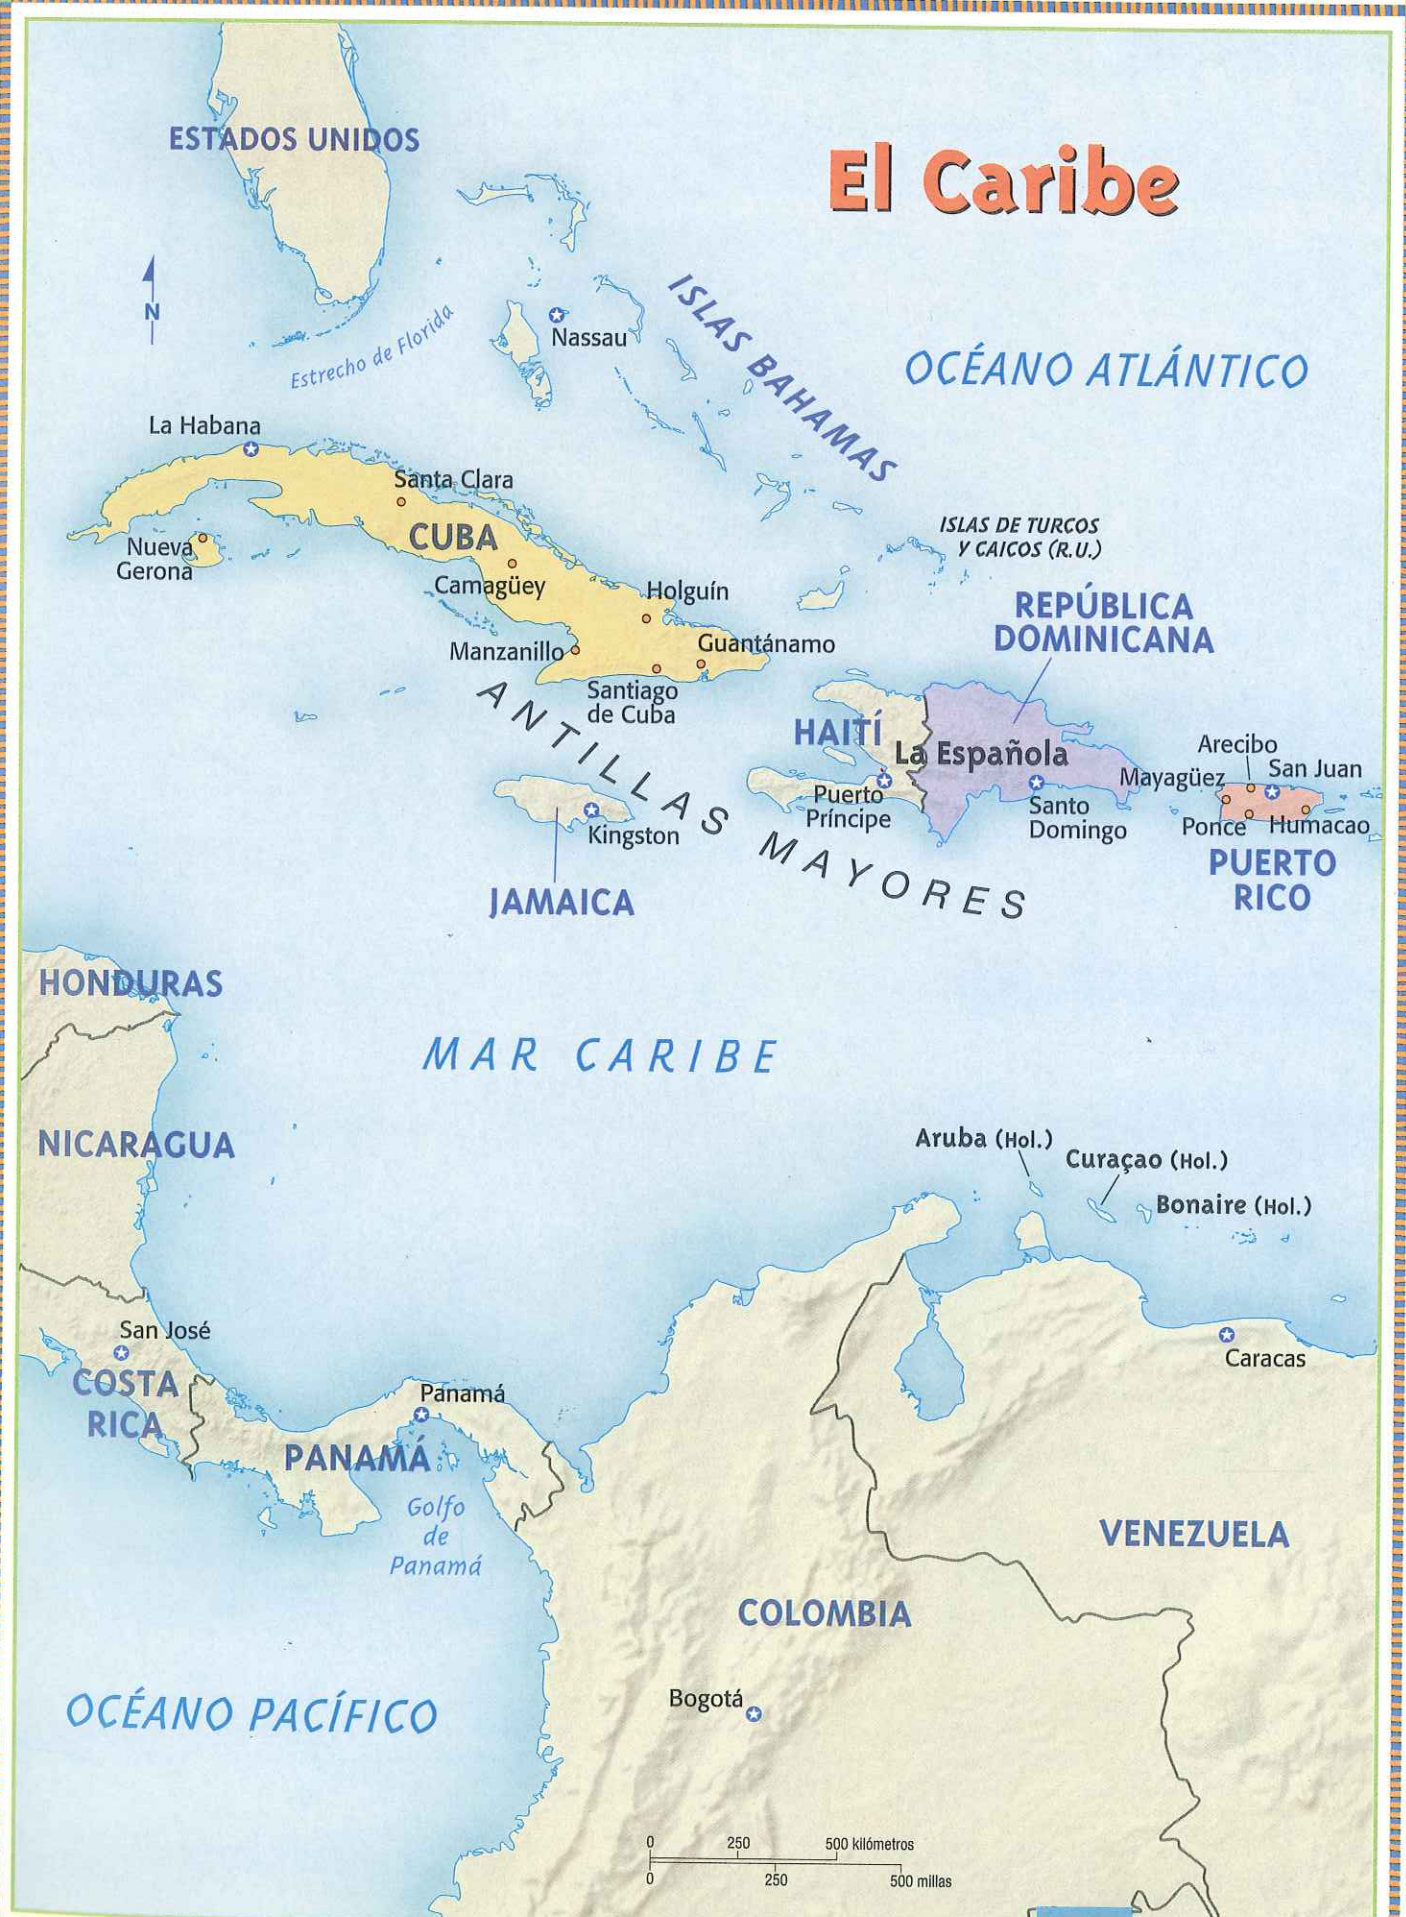 El Caribe
ESTADOS UNIDOS
N
Estrecho de Florida
Nassau
ISLAS BAHAMAS
OCÉANO ATLÁNTICO
La Habana
Santa Clara
CUBA
Nueva
Gerona
Camagüey
Holguín
Manzanillo
Guantánamo
Santiago
de Cuba
ISLAS DE TURCOS
Y CAICOS (R.U.)
REPÚBLICA
DOMINICANA
HAITÍ
La Española
Puerto
Príncipe
Santo
Domingo
Arecibo
San Juan
Mayagüez
Ponce
Humacao
PUERTO
RICO
ANTILLAS MAYORES
Kingston
JAMAICA
HONDURAS
MAR CARIBE
NICARAGUA
Aruba (Hol.)
Curaçao (Hol.)
Bonaire (Hol.)
San José
COSTA
RICA
Panamá
PANAMÁ
Golfo
de
Panamá
Caracas
VENEZUELA
COLOMBIA
Bogotá
OCÉANO PACÍFICO
0 250 500 kilómetros
0 250 500 millas